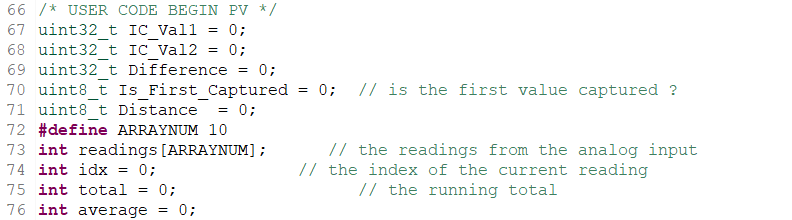 66 /* USER CODE BEGIN PV */
67 uint32_t IC_Val1 = 0;
68 uint32_t IC_Val2 = 0;
69 uint32_t Difference = 0;
70 uint8_t Is_First_Captured = 0;  // is the first value captured ?
71 uint8_t Distance  = 0;
72 #define ARRAYNUM 10
73 int readings[ARRAYNUM];      // the readings from the analog input
74 int idx = 0;              // the index of the current reading
75 int total = 0;                  // the running total
76 int average = 0;